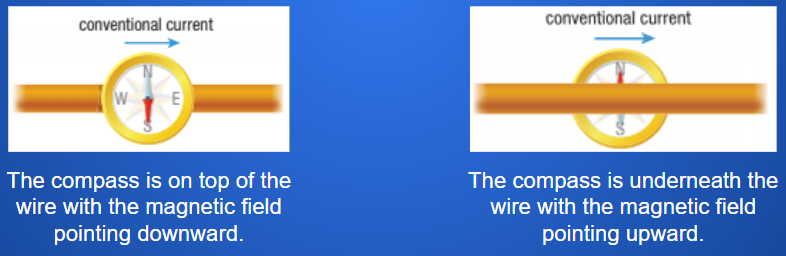 conventional current
N
W E
S
The compass is on top of the
wire with the magnetic field
pointing downward.
conventional current
N
S
The compass is underneath the
wire with the magnetic field
pointing upward.